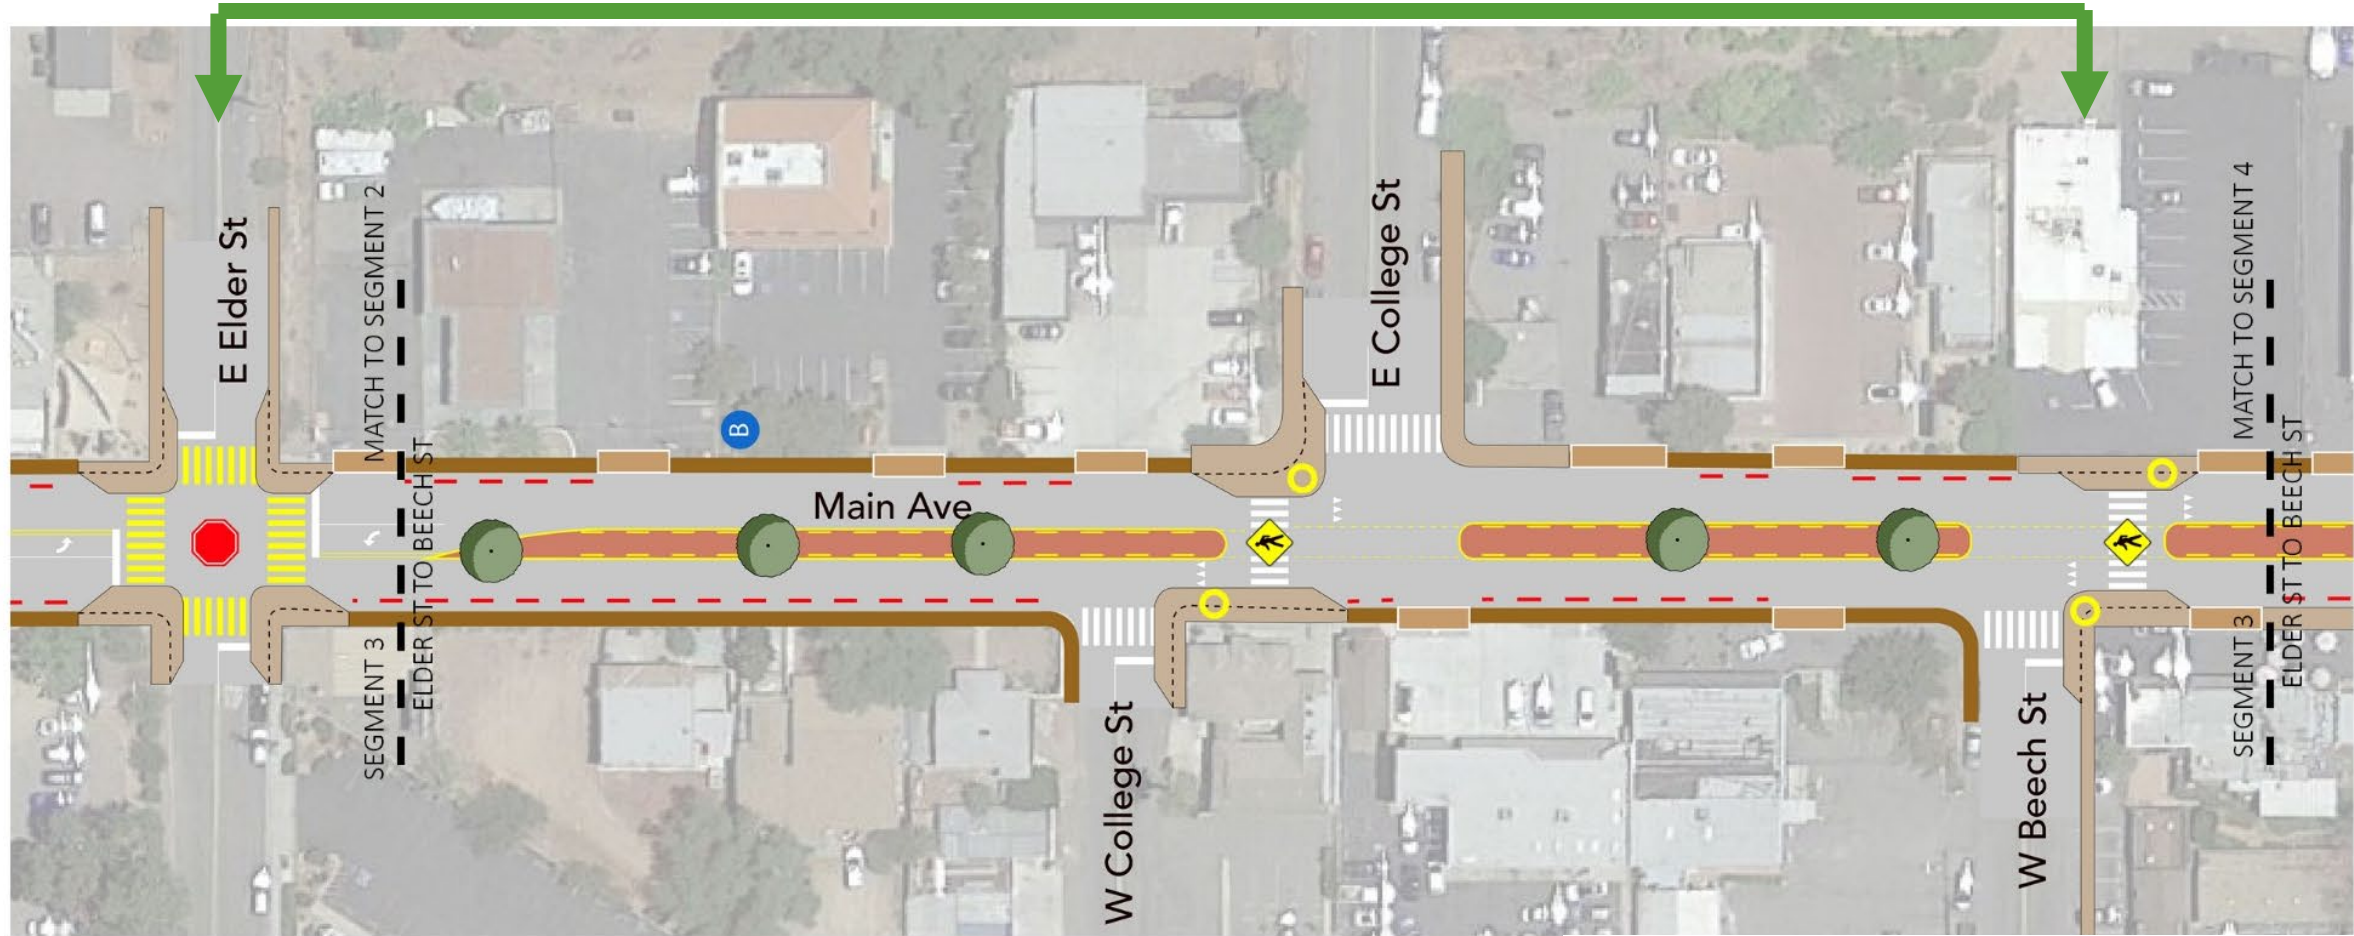 E Elder St
MATCH TO SEGMENT 2
SEGMENT 3
ELDER ST TO BEECH ST
B
Main Ave
E College St
W College St
W Beech St
MATCH TO SEGMENT 4
SEGMENT 3
ELDER ST TO BEECH ST